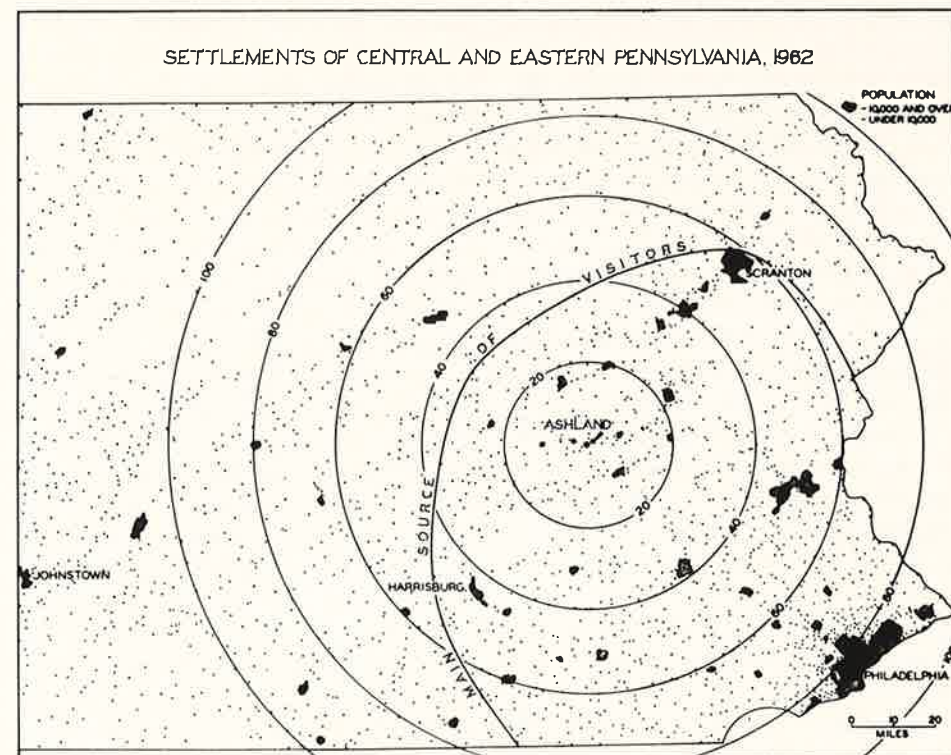 SETTLEMENTS OF CENTRAL AND EASTERN PENNSYLVANIA, 1962
POPULATION
- 10,000 AND OVER
- UNDER 10,000
100
80
60
40
20
MAIN SOURCE OF VISITORS
SCRANTON
ASHLAND
20
40
60
80
JOHNSTOWN
HARRISBURG
PHILADELPHIA
0 10 20
MILES